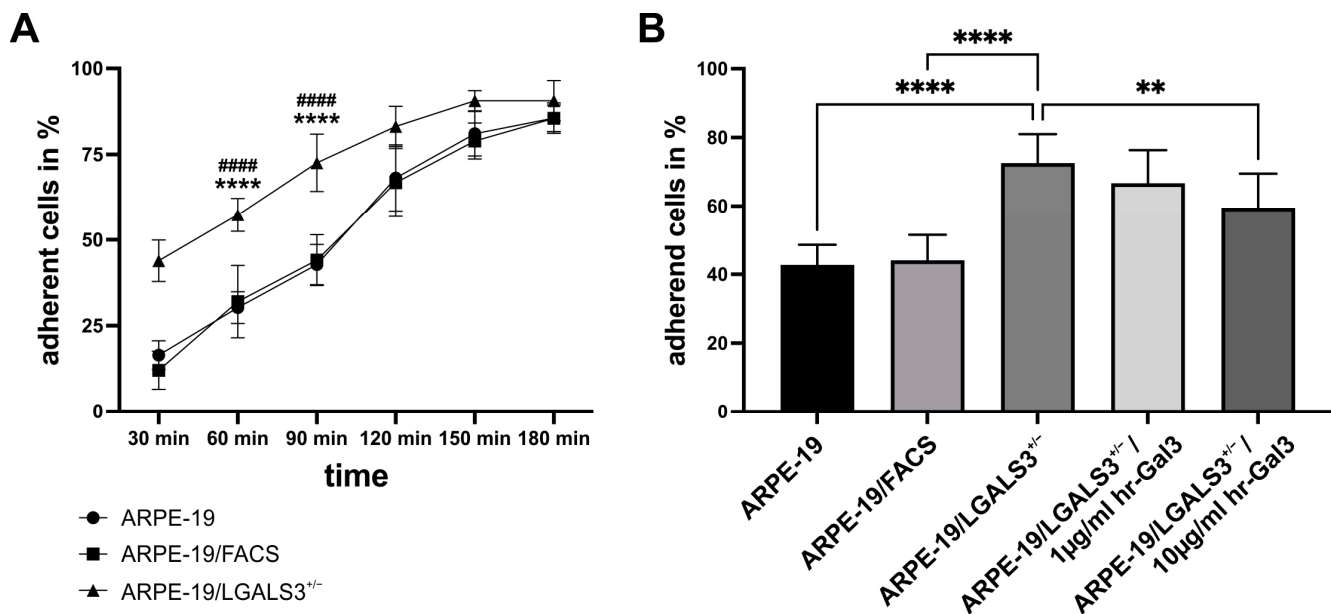 A
adherent cells in %
100
75
50
25
0
####
****
####
****
30 min 60 min 90 min 120 min 150 min 180 min
time
ARPE-19
ARPE-19/FACS
ARPE-19/LGALS3+/−
B
adherend cells in %
100
80
60
40
20
0
****
****
**
ARPE-19
ARPE-19/FACS
ARPE-19/LGALS3+/−
ARPE-19/LGALS3+/− /
1µg/ml hr-Gal3
ARPE-19/LGALS3+/− /
10µg/ml hr-Gal3